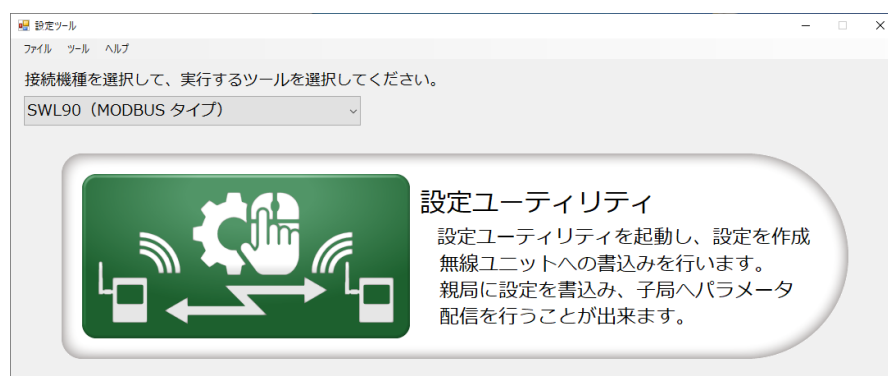 設定ツール
ファイル ツール ヘルプ
接続機種を選択して、実行するツールを選択してください。
SWL90（MODBUS タイプ）
設定ユーティリティ
設定ユーティリティを起動し、設定を作成
無線ユニットへの書込みを行います。
親局に設定を書込み、子局へパラメータ
配信を行うことが出来ます。